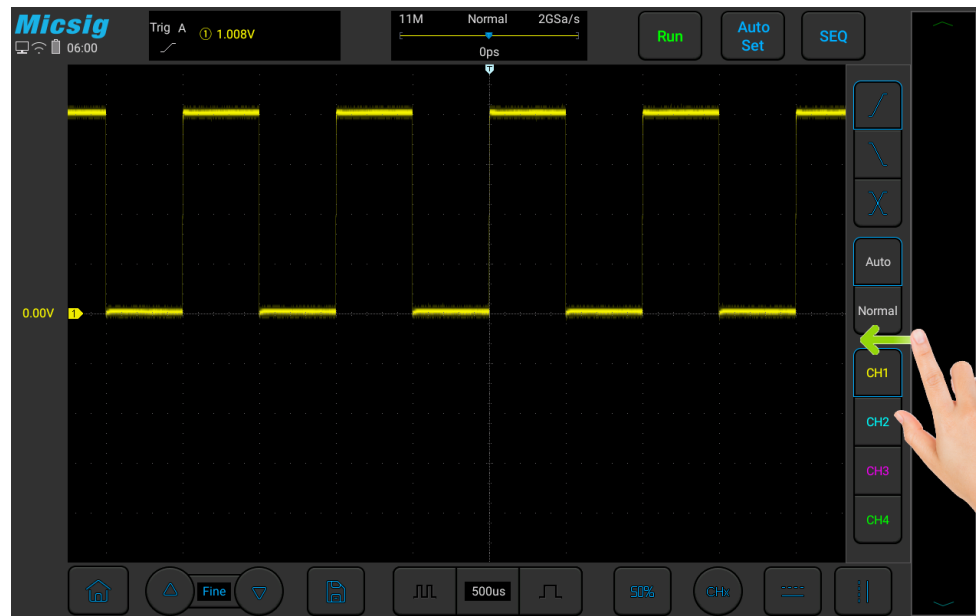 Micsig
06:00
Trig A ① 1.008V
11M Normal 2GSa/s
0ps
Run
Auto
Set
SEQ
T
0.00V
1
Auto
Normal
CH1
CH2
CH3
CH4
Fine
500us
50%
CHx